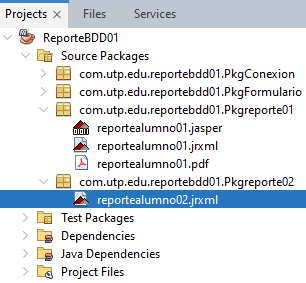 Projects Files Services
ReporteBDD01
Source Packages
com.utp.edu.reportebdd01.PkgConexion
com.utp.edu.reportebdd01.PkgFormulario
com.utp.edu.reportebdd01.Pkgreporte01
reportealumno01.jasper
reportealumno01.jrxml
reportealumno01.pdf
com.utp.edu.reportebdd01.Pkgreporte02
reportealumno02.jrxml
Test Packages
Dependencies
Java Dependencies
Project Files